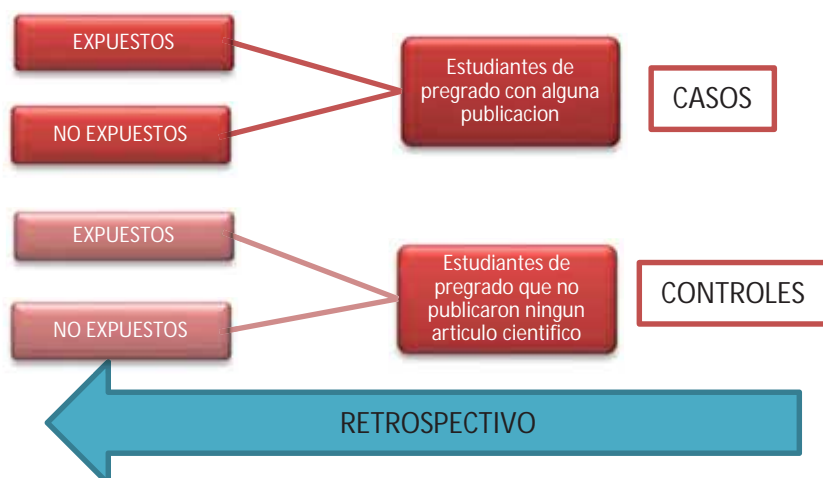 EXPUESTOS
NO EXPUESTOS
Estudiantes de
pregrado con alguna
publicacion
CASOS
EXPUESTOS
NO EXPUESTOS
Estudiantes de
pregrado que no
publicaron ningun
articulo cientifico
CONTROLES
RETROSPECTIVO